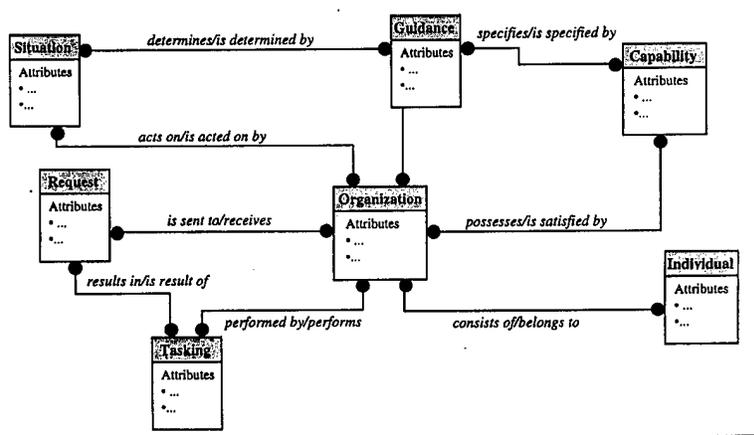 Situation
Attributes
• ...
•...
determines/is determined by
Guidance
Attributes
• ...
•...
specifies/is specified by
Capability
Attributes
• ...
•...
acts on/is acted on by
Request
Attributes
• ...
•...
is sent to/receives
Organization
Attributes
• ...
•...
possesses/is satisfied by
Individual
Attributes
• ...
•...
results in/is result of
performed by/performs
consists of/belongs to
Tasking
Attributes
• ...
•...